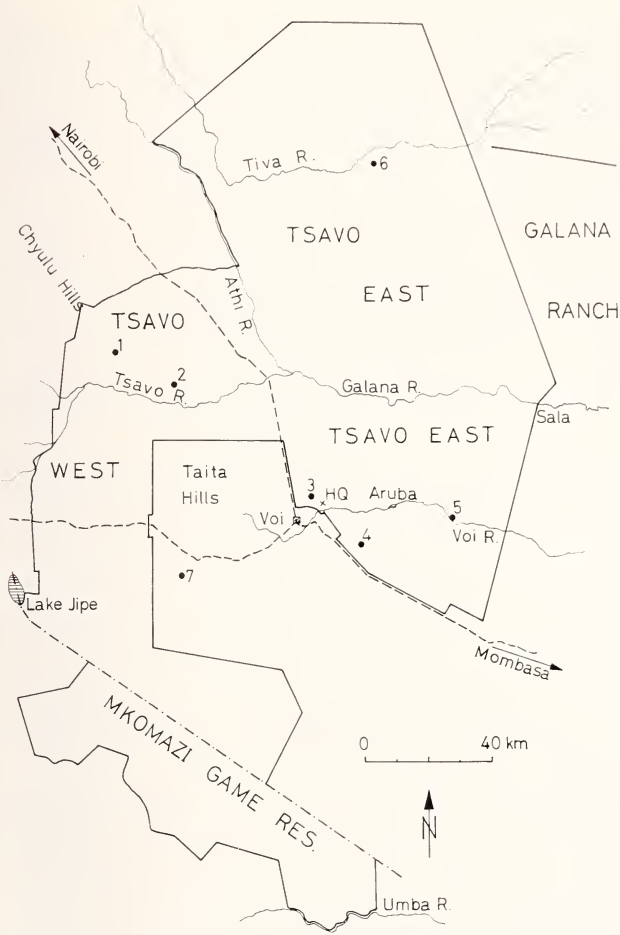 Nairobi
Tiva R.
6
TSAVO
EAST
GALANA
RANCH
Chyulu Hills
Athi R.
TSAVO
1
2
Tsavo R.
Galana R.
Sala
TSAVO EAST
WEST
Taita
Hills
3
HQ
Aruba
5
Voi
Voi R.
4
7
Lake Jipe
Mombasa
MKOMAZI GAME RES.
0 40 km
N
Umba R.